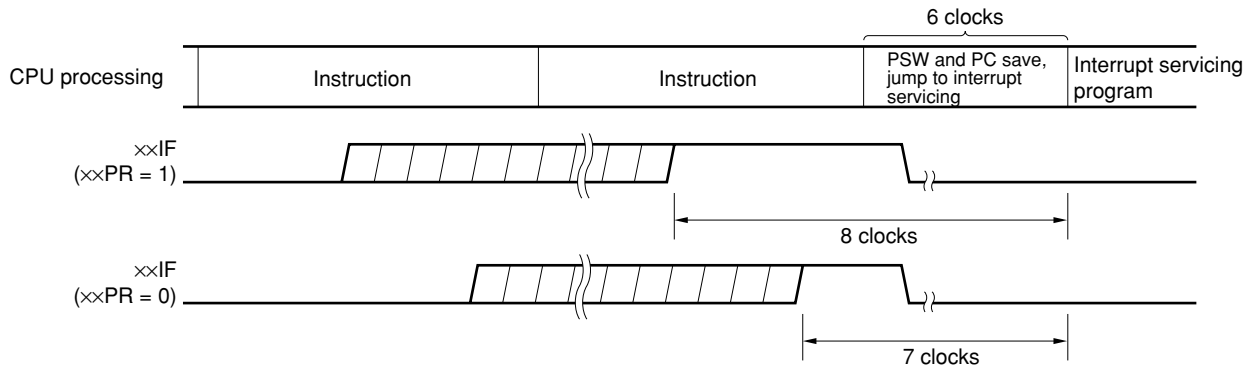 6 clocks
CPU processing
Instruction
Instruction
PSW and PC save,
jump to interrupt
servicing
Interrupt servicing
program
××IF
(××PR = 1)
8 clocks
××IF
(××PR = 0)
7 clocks